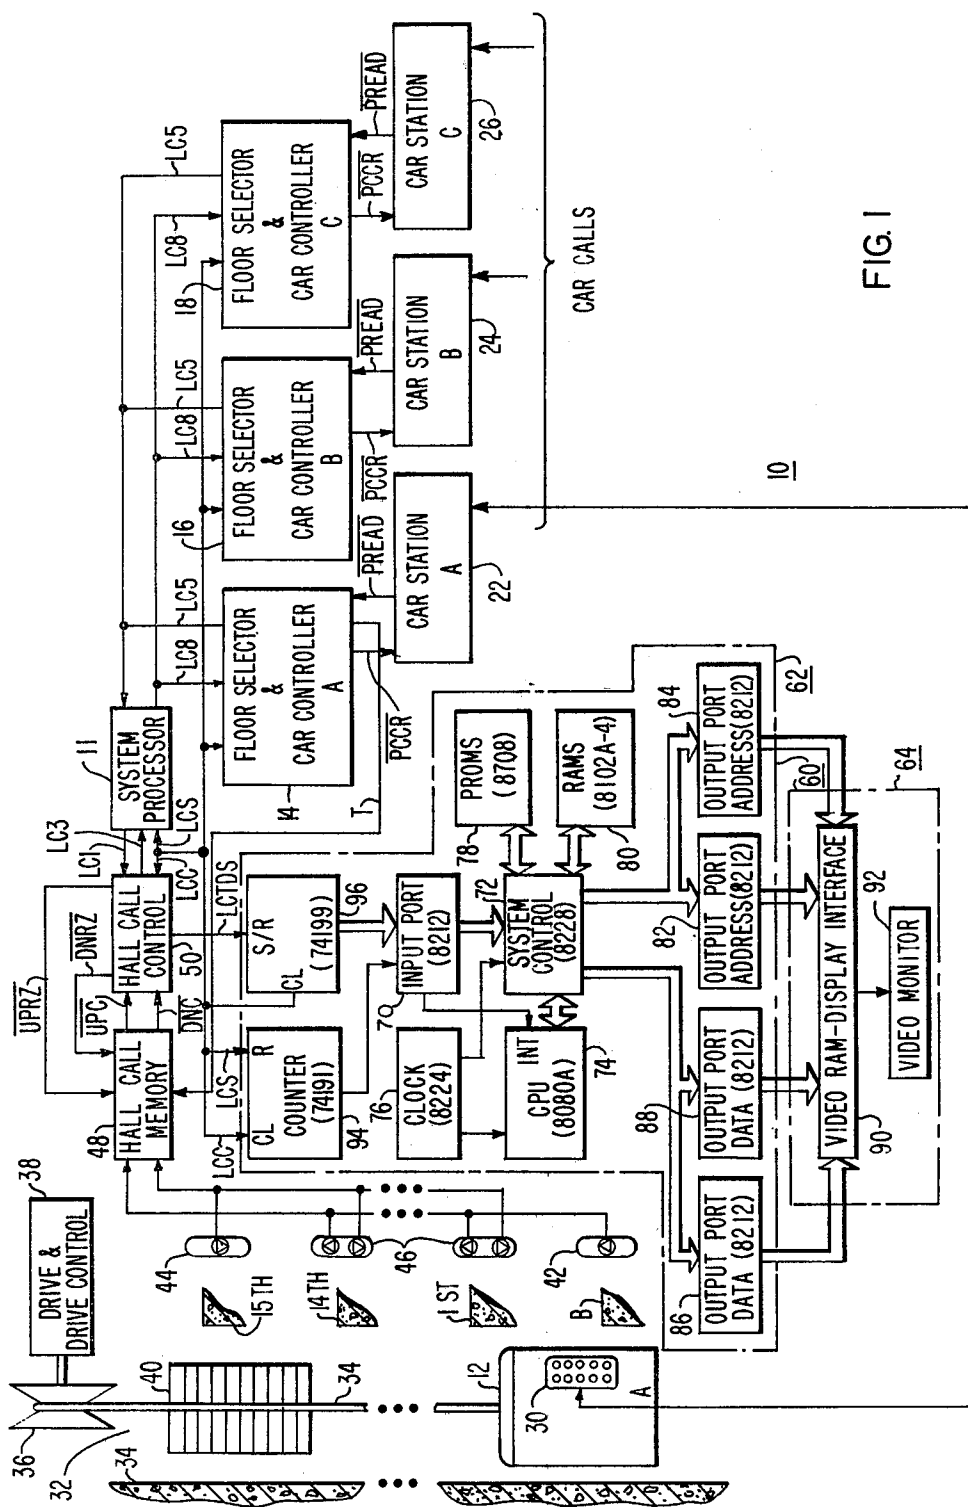 FIG. 1
10
36
32
34
38
DRIVE &
DRIVE CONTROL
40
34
12
30
A
44
15TH
14TH
46
1 ST
42
B
UPRZ
DNRZ
UPC
DNC
48
HALL CALL
MEMORY
HALL CALL
CONTROL
50
LC3
LC1
LCC
LCS
11
SYSTEM
PROCESSOR
LCTDS
LCC
LCS
CL
R
COUNTER
(74191)
94
CL
S/R
(74199)
96
LC8
LC5
14
FLOOR SELECTOR
&
CAR CONTROLLER
A
T
PCCR
PREAD
CAR STATION
A
22
LC8
LC5
16
FLOOR SELECTOR
&
CAR CONTROLLER
B
PCCR
PREAD
CAR STATION
B
24
LC8
LC5
18
FLOOR SELECTOR
&
CAR CONTROLLER
C
PCCR
PREAD
CAR STATION
C
26
CAR CALLS
76
CLOCK
(8224)
70
INPUT PORT
(8212)
78
PROMS
(8708)
INT
CPU
(8080A)
74
72
SYSTEM
CONTROL
(8228)
RAMS
(8102A-4)
80
86
OUTPUT PORT
DATA (8212)
88
OUTPUT PORT
DATA (8212)
82
OUTPUT PORT
ADDRESS(8212)
84
OUTPUT PORT
ADDRESS(8212)
62
60
64
90
VIDEO RAM-DISPLAY INTERFACE
92
VIDEO MONITOR